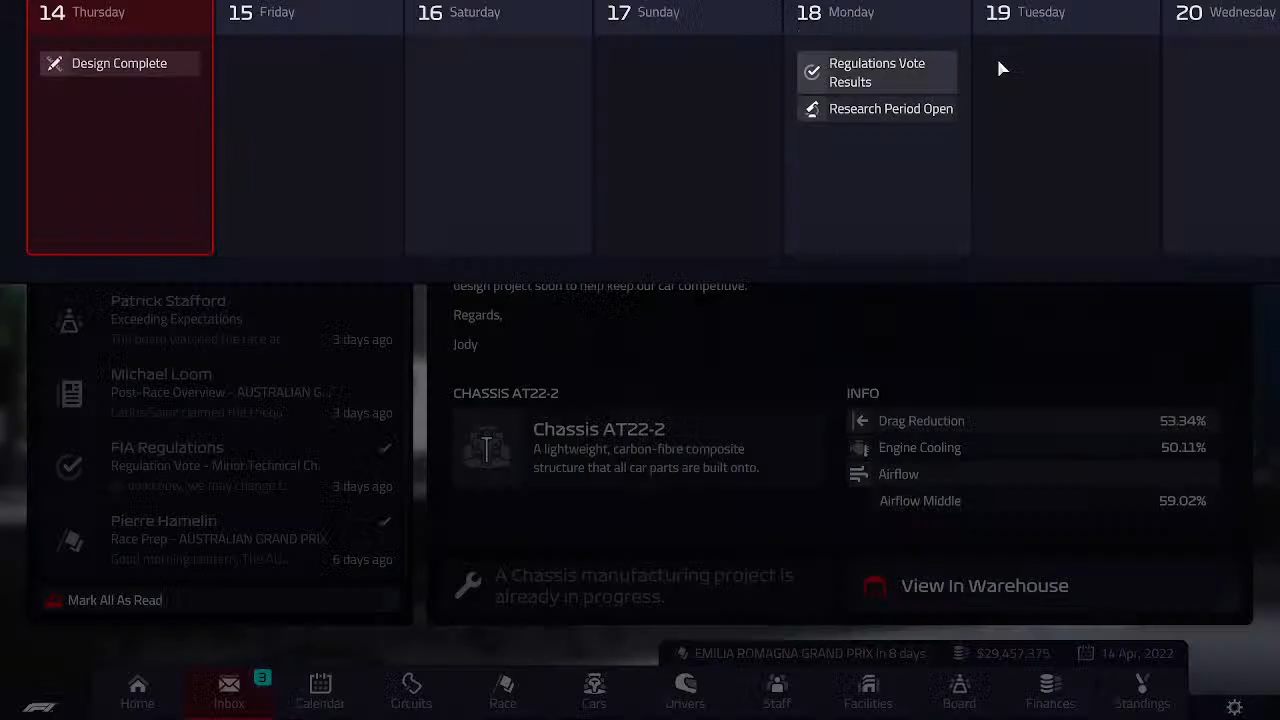 14 Thursday
15 Friday
16 Saturday
17 Sunday
18 Monday
19 Tuesday
20 Wednesday
Design Complete
Regulations Vote
Results
Research Period Open
design project soon to help keep our car competitive.
Regards,
Jody
Patrick Stafford
Exceeding Expectations
The board watched the race at
3 days ago
Michael Loom
Post-Race Overview - AUSTRALIAN G...
3 days ago
FIA Regulations
Regulation Vote - Minor Technical Ch.
3 days ago
Pierre Hamelin
Race Prep - AUSTRALIAN GRAND PRIX
6 days ago
Mark All As Read
CHASSIS AT22-2
Chassis AT22-2
A lightweight, carbon-fibre composite
structure that all car parts are built onto.
INFO
Drag Reduction 53.34%
Engine Cooling 50.11%
Airflow
Airflow Middle 59.02%
A Chassis manufacturing project is
already in progress.
View In Warehouse
EMILIA ROMAGNA GRAND PRIX in 8 days
$29,457,375
14 Apr, 2022
3
Home
Inbox
Calendar
Circuits
Race
Cars
Drivers
Staff
Facilities
Board
Finances
Standings